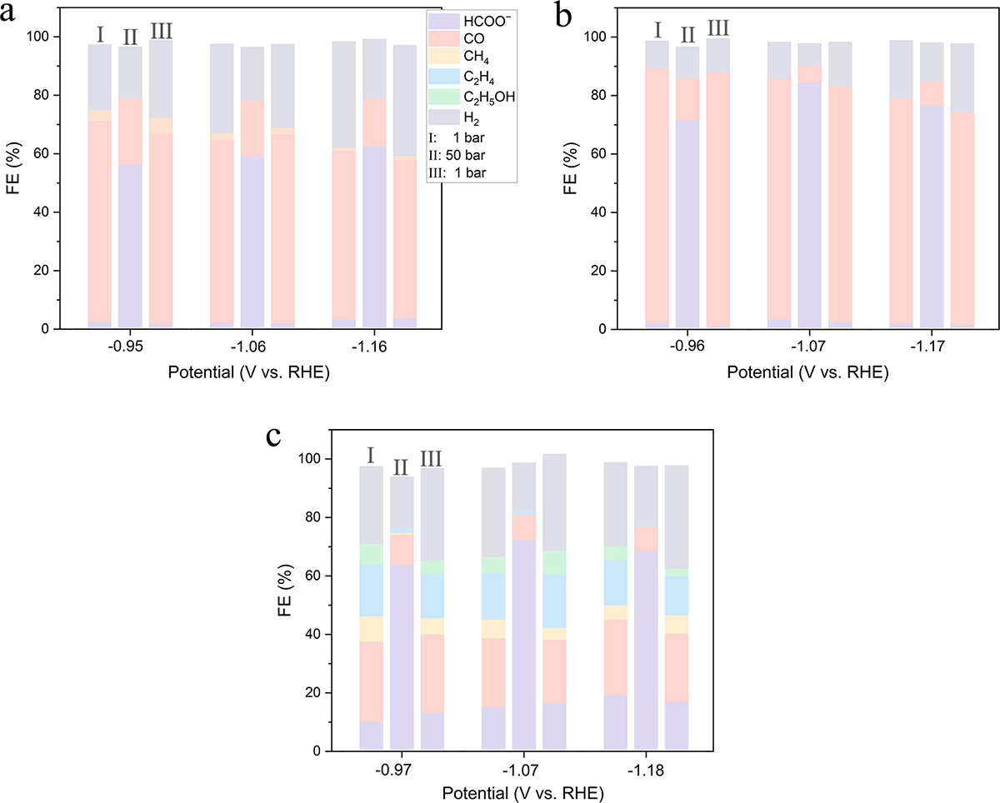 a
FE (%)
100
80
60
40
20
0
I
II
III
-0.95
-1.06
-1.16
Potential (V vs. RHE)
HCOO⁻
CO
CH₄
C₂H₄
C₂H₅OH
H₂
I: 1 bar
II: 50 bar
III: 1 bar
b
FE (%)
100
80
60
40
20
0
I
II
III
-0.96
-1.07
-1.17
Potential (V vs. RHE)
c
FE (%)
100
80
60
40
20
0
I
II
III
-0.97
-1.07
-1.18
Potential (V vs. RHE)